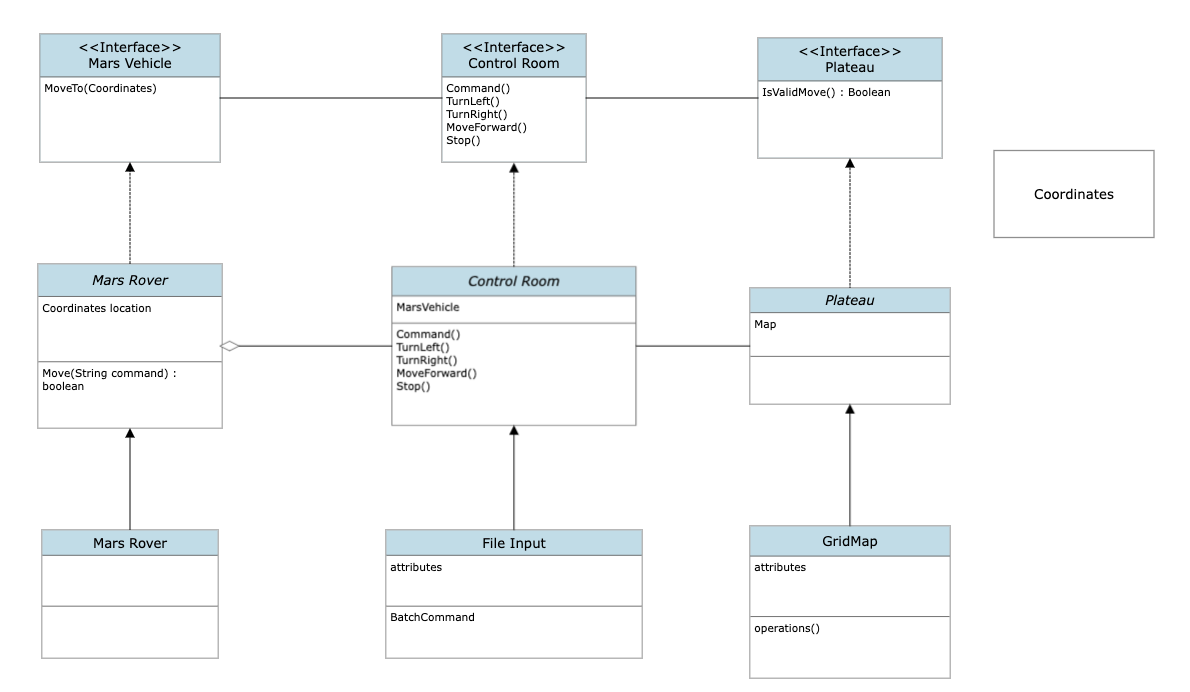 <<Interface>>
Mars Vehicle
MoveTo(Coordinates)
<<Interface>>
Control Room
Command()
TurnLeft()
TurnRight()
MoveForward()
Stop()
<<Interface>>
Plateau
IsValidMove() : Boolean
Coordinates
Mars Rover
Coordinates location
Move(String command) :
boolean
Control Room
MarsVehicle
Command()
TurnLeft()
TurnRight()
MoveForward()
Stop()
Plateau
Map
Mars Rover
File Input
attributes
BatchCommand
GridMap
attributes
operations()